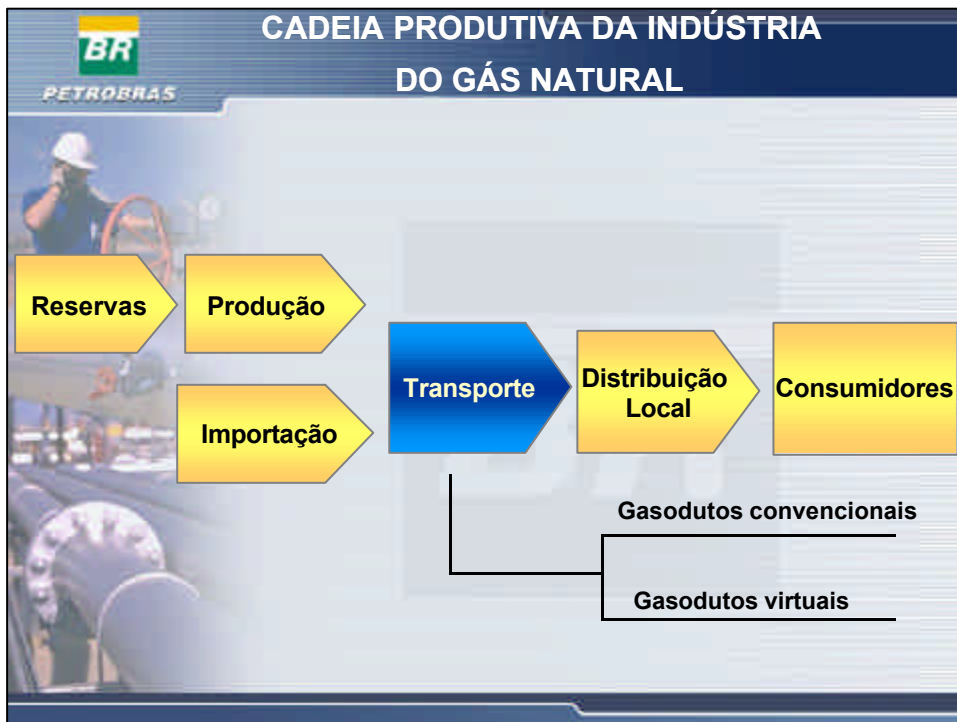 CADEIA PRODUTIVA DA INDÚSTRIA
DO GÁS NATURAL
BR
PETROBRAS
Reservas
Produção
Importação
Transporte
Distribuição
Local
Consumidores
Gasodutos convencionais
Gasodutos virtuais